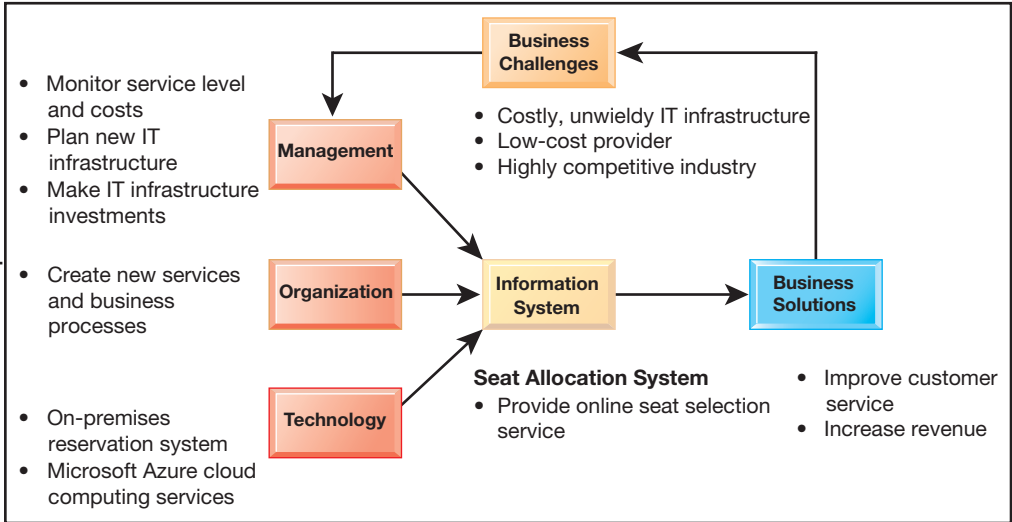 Business
Challenges
• Monitor service level
and costs
• Plan new IT
infrastructure
• Make IT infrastructure
investments
Management
• Costly, unwieldy IT infrastructure
• Low-cost provider
• Highly competitive industry
• Create new services
and business
processes
Organization
Information
System
Business
Solutions
Seat Allocation System
• Provide online seat selection
service
• Improve customer
service
• Increase revenue
Technology
• On-premises
reservation system
• Microsoft Azure cloud
computing services